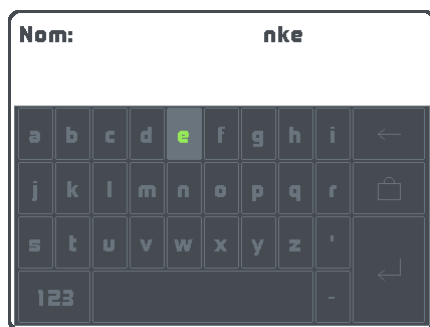 Nom: nke
a b c d e f g h i
j k l m n o p q r
s t u v w x y z '
123 -